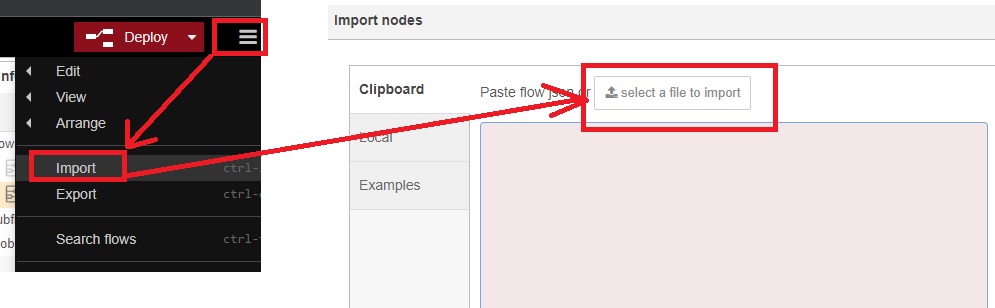 Import nodes
Deploy
nf
Edit
View
Arrange
Clipboard
Paste flow json or
select a file to import
Local
Import
ctrl-
Export
ctrl-
Examples
ow
ubf
Search flows
ctrl-
ob